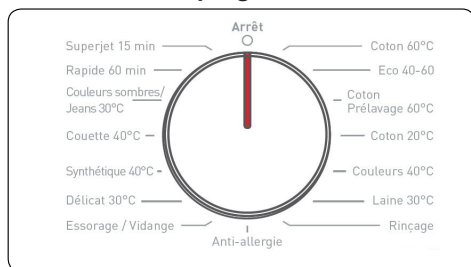 Arrêt
Superjet 15 min
Coton 60°C
Rapide 60 min
Eco 40-60
Couleurs sombres/
Jeans 30°C
Coton
Prélavage 60°C
Couette 40°C
Coton 20°C
Synthétique 40°C
Couleurs 40°C
Délicat 30°C
Laine 30°C
Essorage / Vidange
Rinçage
Anti-allergie